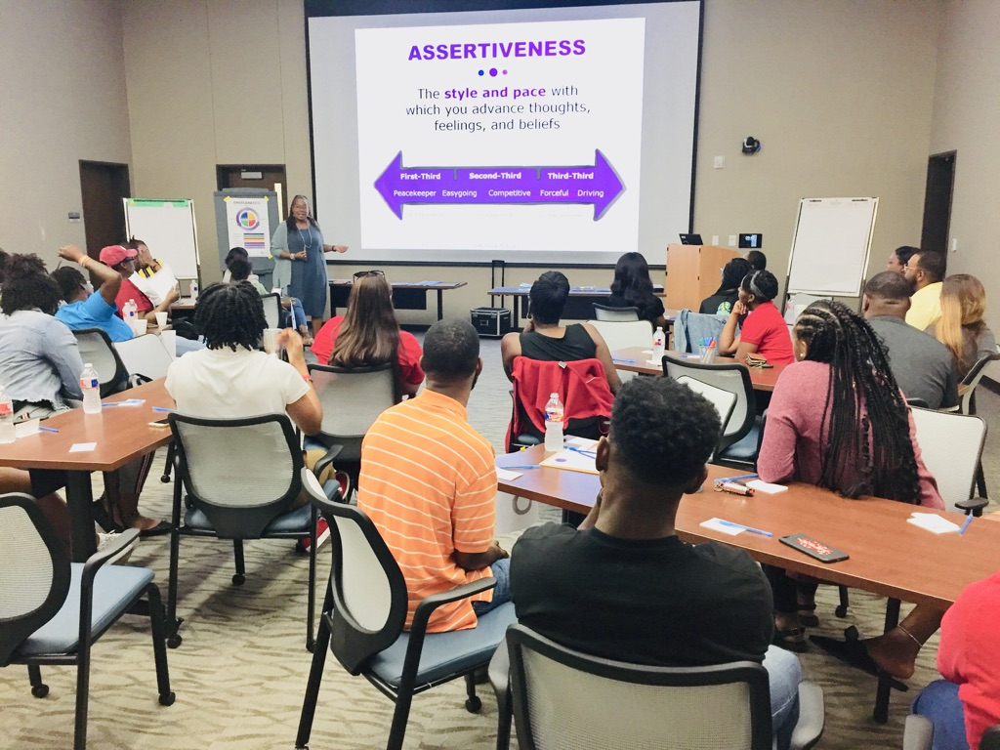 ASSERTIVENESS
The style and pace with
which you advance thoughts,
feelings, and beliefs
First-Third Second-Third Third-Third
Peacekeeper Easygoing Competitive Forceful Driving